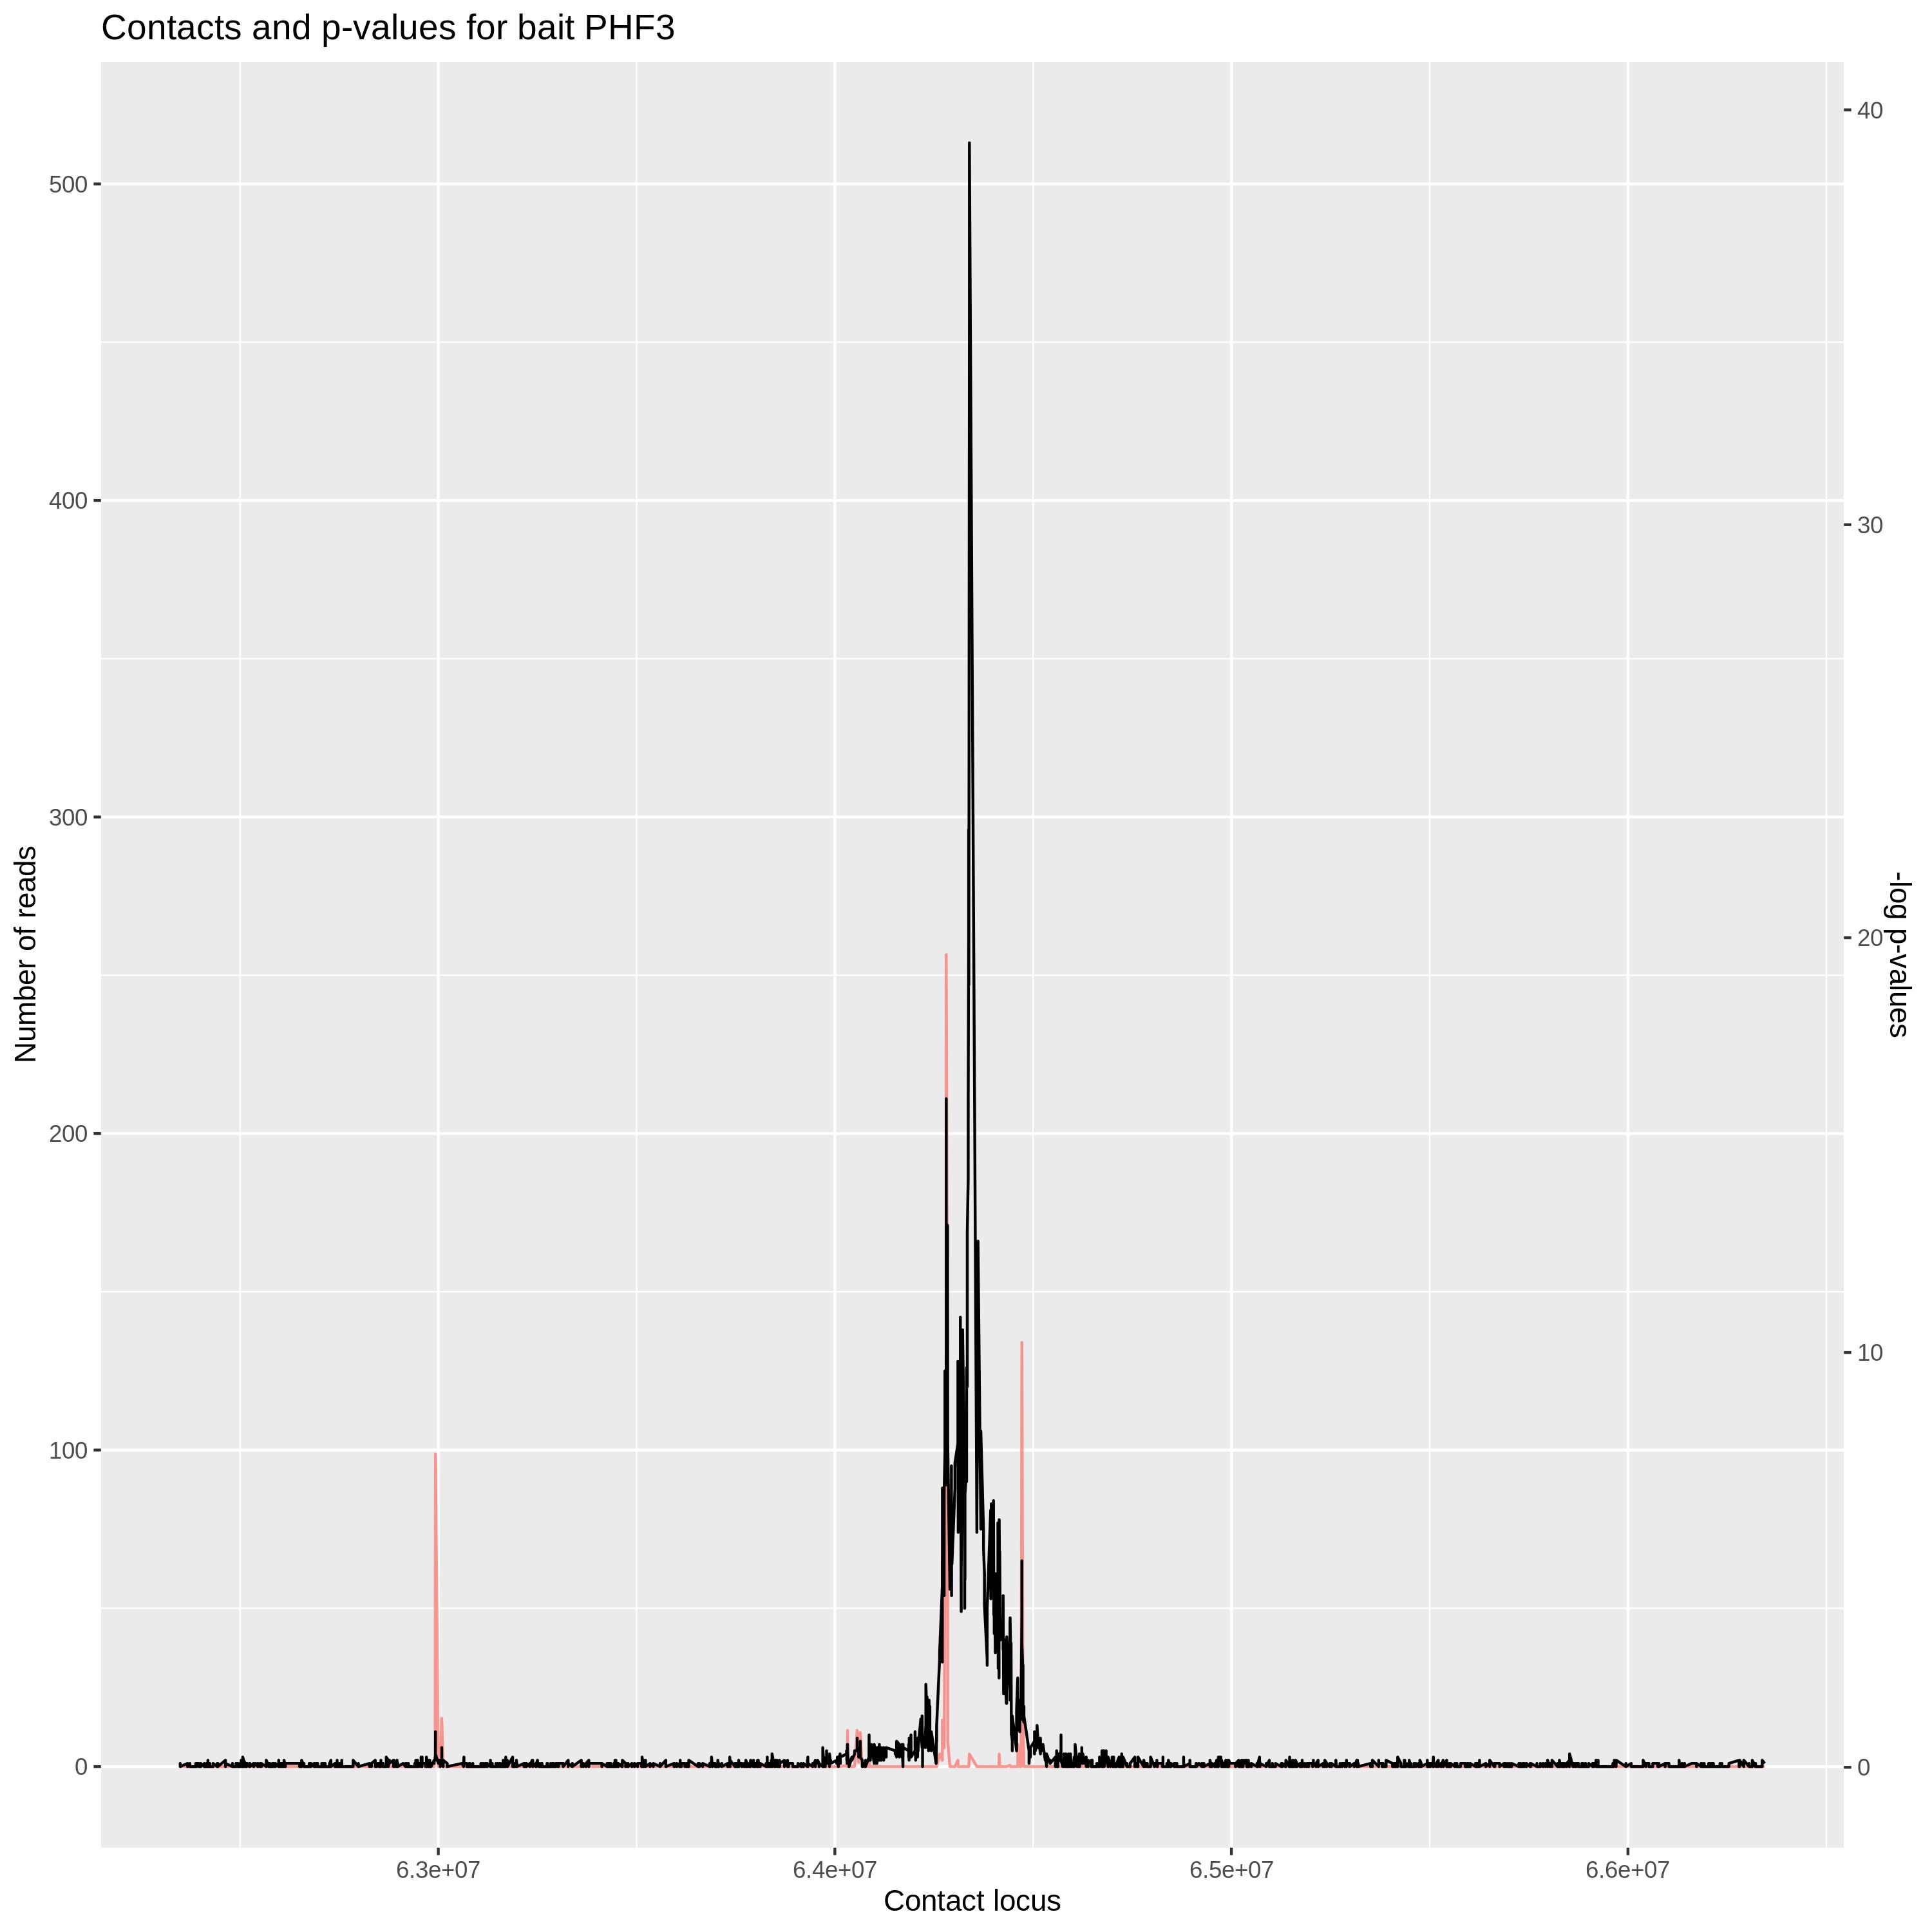 Contacts and p-values for bait PHF3
500
400
300
200
100
0
Number of reads
40
30
20
10
0
-log p-values
6.3e+07
6.4e+07
6.5e+07
6.6e+07
Contact locus